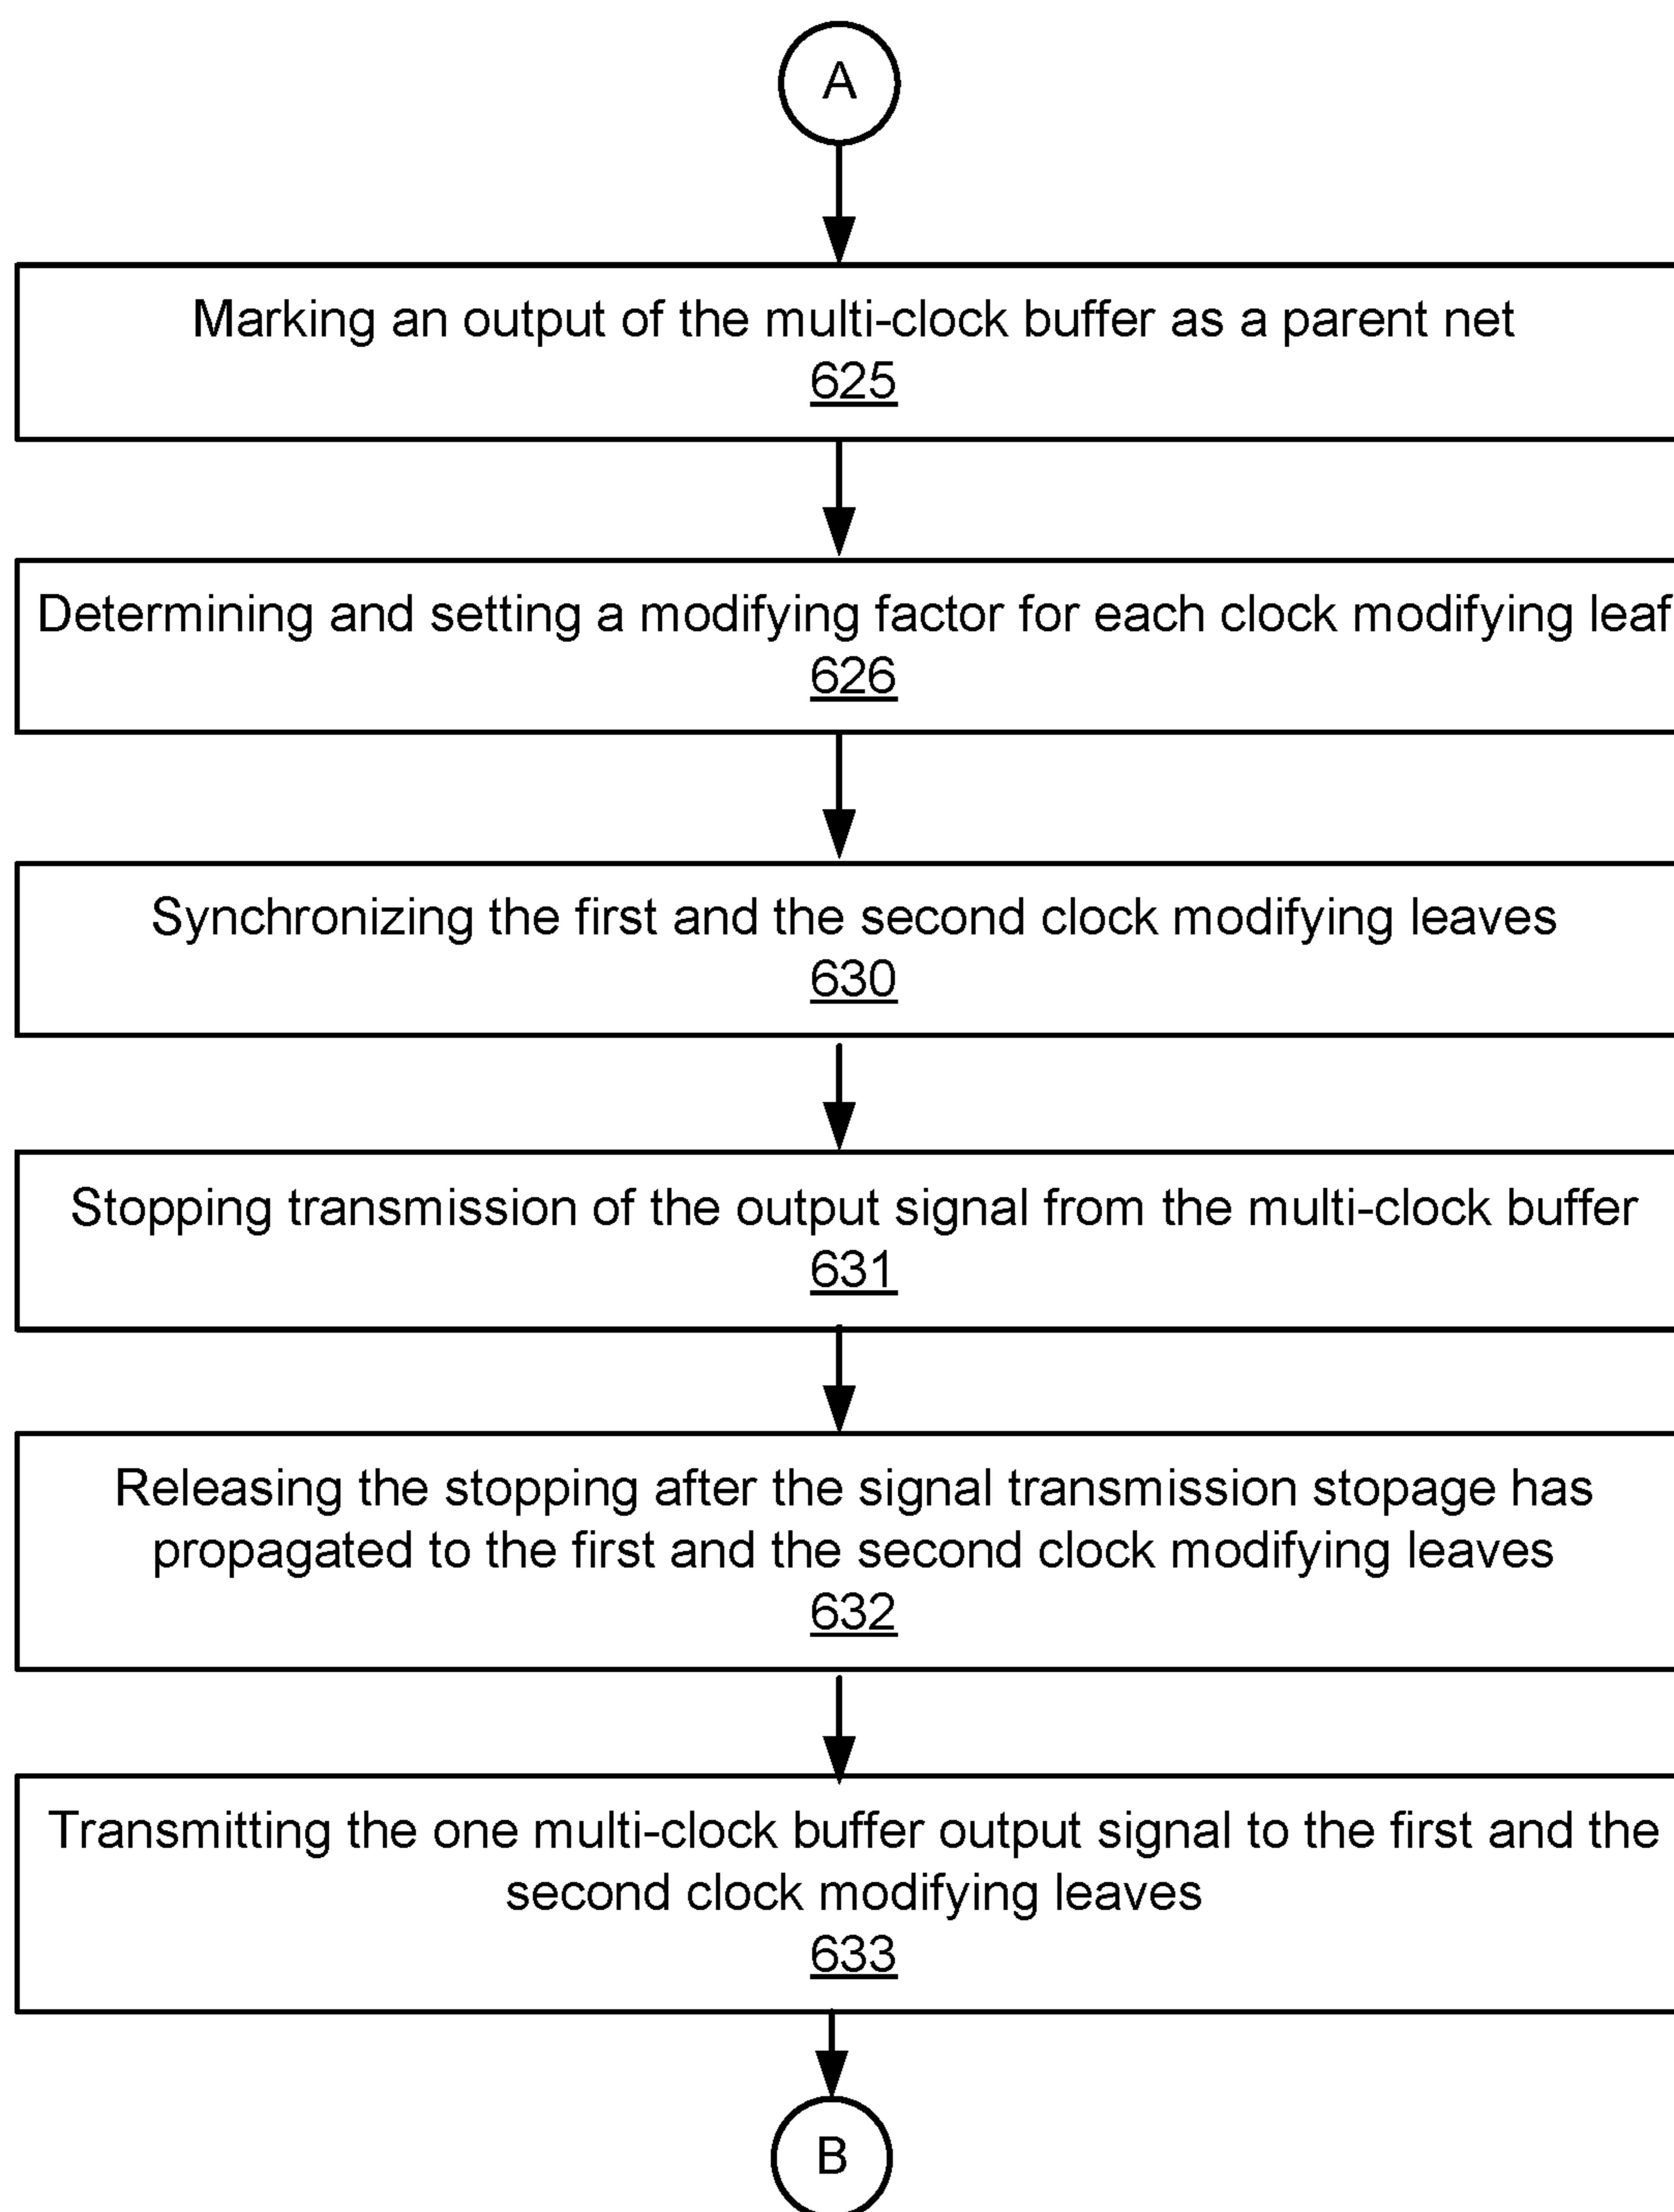 A
Marking an output of the multi-clock buffer as a parent net
625
Determining and setting a modifying factor for each clock modifying leaf
626
Synchronizing the first and the second clock modifying leaves
630
Stopping transmission of the output signal from the multi-clock buffer
631
Releasing the stopping after the signal transmission stopage has
propagated to the first and the second clock modifying leaves
632
Transmitting the one multi-clock buffer output signal to the first and the
second clock modifying leaves
633
B